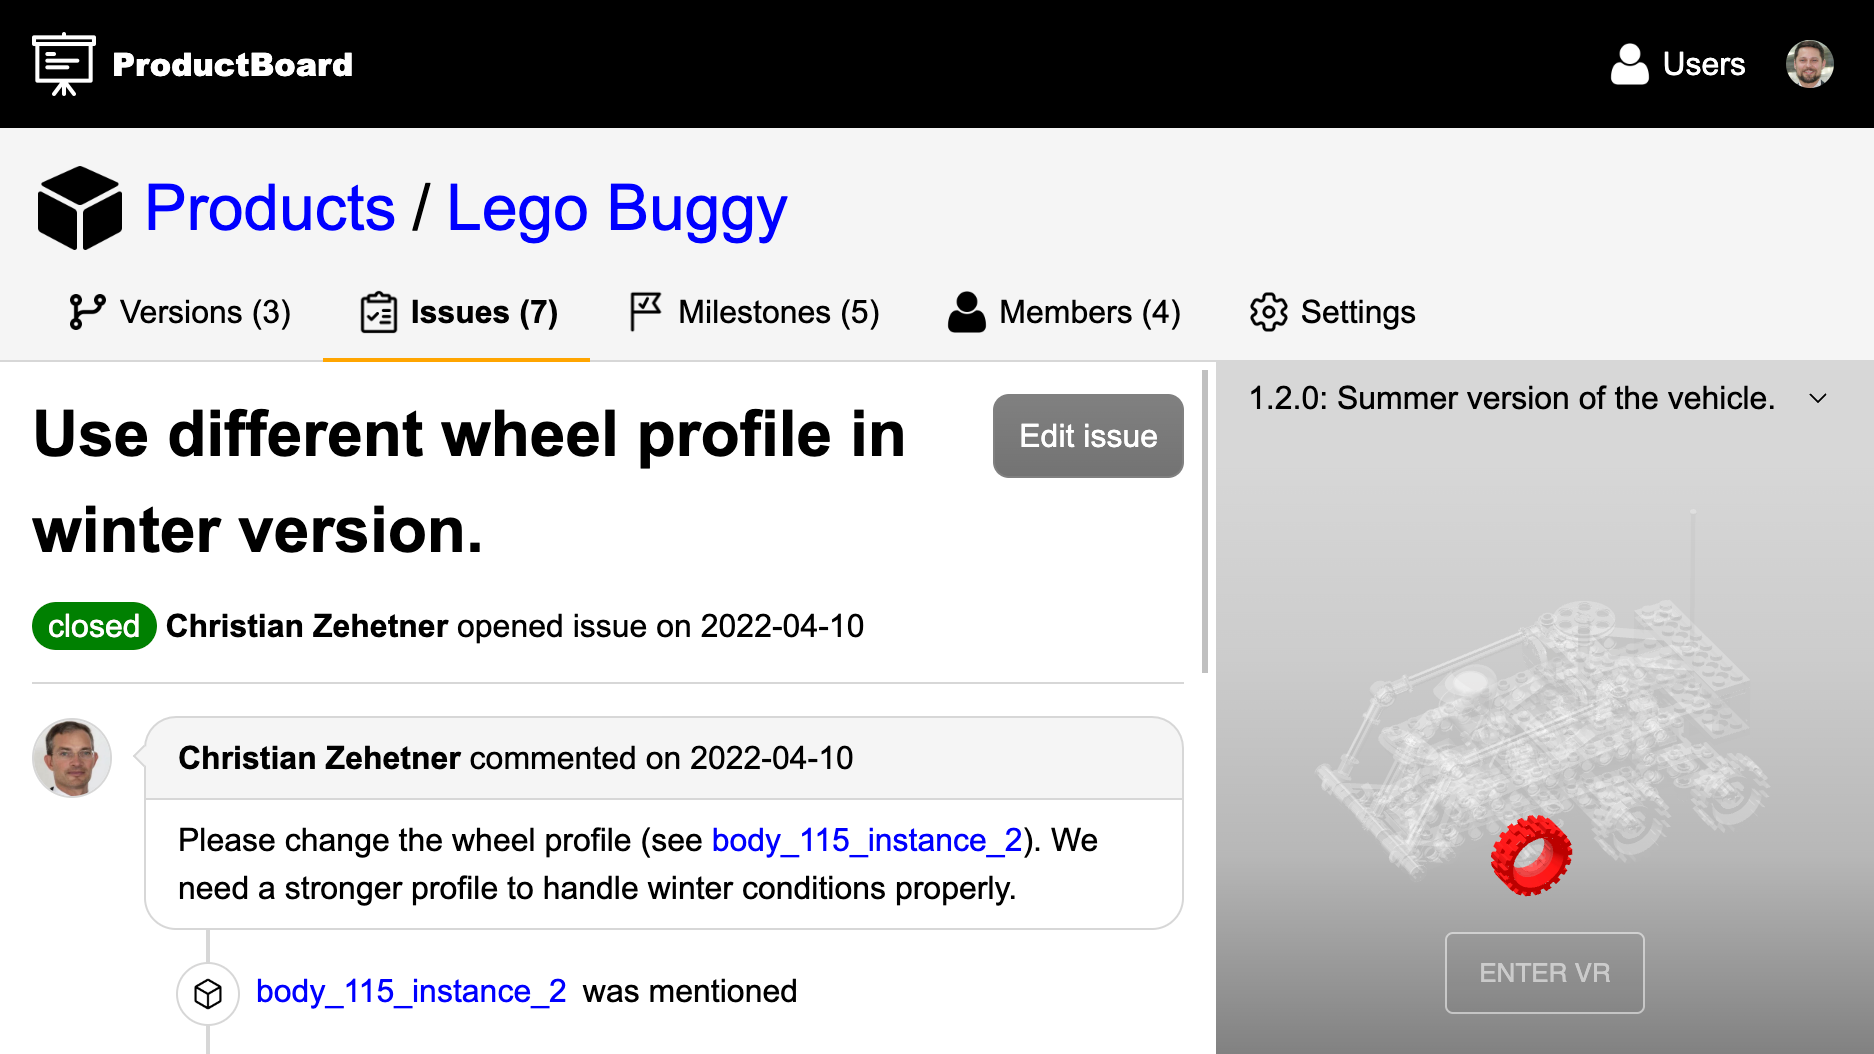 ProductBoard
Users
Products / Lego Buggy
Versions (3)
Issues (7)
Milestones (5)
Members (4)
Settings
Use different wheel profile in
winter version.
Edit issue
closed Christian Zehetner opened issue on 2022-04-10
Christian Zehetner commented on 2022-04-10
Please change the wheel profile (see body_115_instance_2). We
need a stronger profile to handle winter conditions properly.
body_115_instance_2 was mentioned
1.2.0: Summer version of the vehicle.
ENTER VR